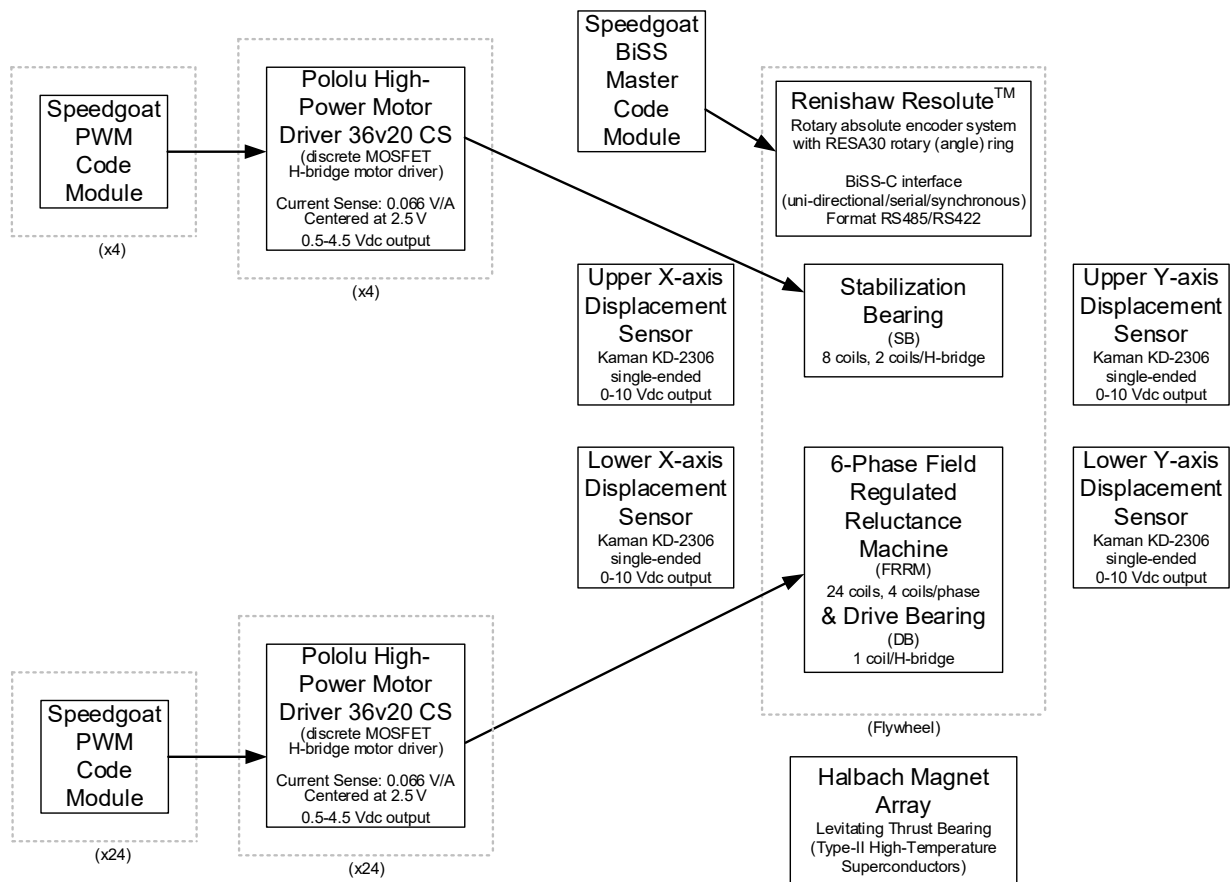 Speedgoat
PWM
Code
Module
(x4)
Pololu High-
Power Motor
Driver 36v20 CS
(discrete MOSFET
H-bridge motor driver)
Current Sense: 0.066 V/A
Centered at 2.5 V
0.5-4.5 Vdc output
(x4)
Speedgoat
BiSS
Master
Code
Module
Renishaw Resolute™
Rotary absolute encoder system
with RESA30 rotary (angle) ring
BiSS-C interface
(uni-directional/serial/synchronous)
Format RS485/RS422
Upper X-axis
Displacement
Sensor
Kaman KD-2306
single-ended
0-10 Vdc output
Stabilization
Bearing
(SB)
8 coils, 2 coils/H-bridge
Upper Y-axis
Displacement
Sensor
Kaman KD-2306
single-ended
0-10 Vdc output
Lower X-axis
Displacement
Sensor
Kaman KD-2306
single-ended
0-10 Vdc output
6-Phase Field
Regulated
Reluctance
Machine
(FRRM)
24 coils, 4 coils/phase
& Drive Bearing
(DB)
1 coil/H-bridge
Lower Y-axis
Displacement
Sensor
Kaman KD-2306
single-ended
0-10 Vdc output
Speedgoat
PWM
Code
Module
(x24)
Pololu High-
Power Motor
Driver 36v20 CS
(discrete MOSFET
H-bridge motor driver)
Current Sense: 0.066 V/A
Centered at 2.5 V
0.5-4.5 Vdc output
(x24)
(Flywheel)
Halbach Magnet
Array
Levitating Thrust Bearing
(Type-II High-Temperature
Superconductors)